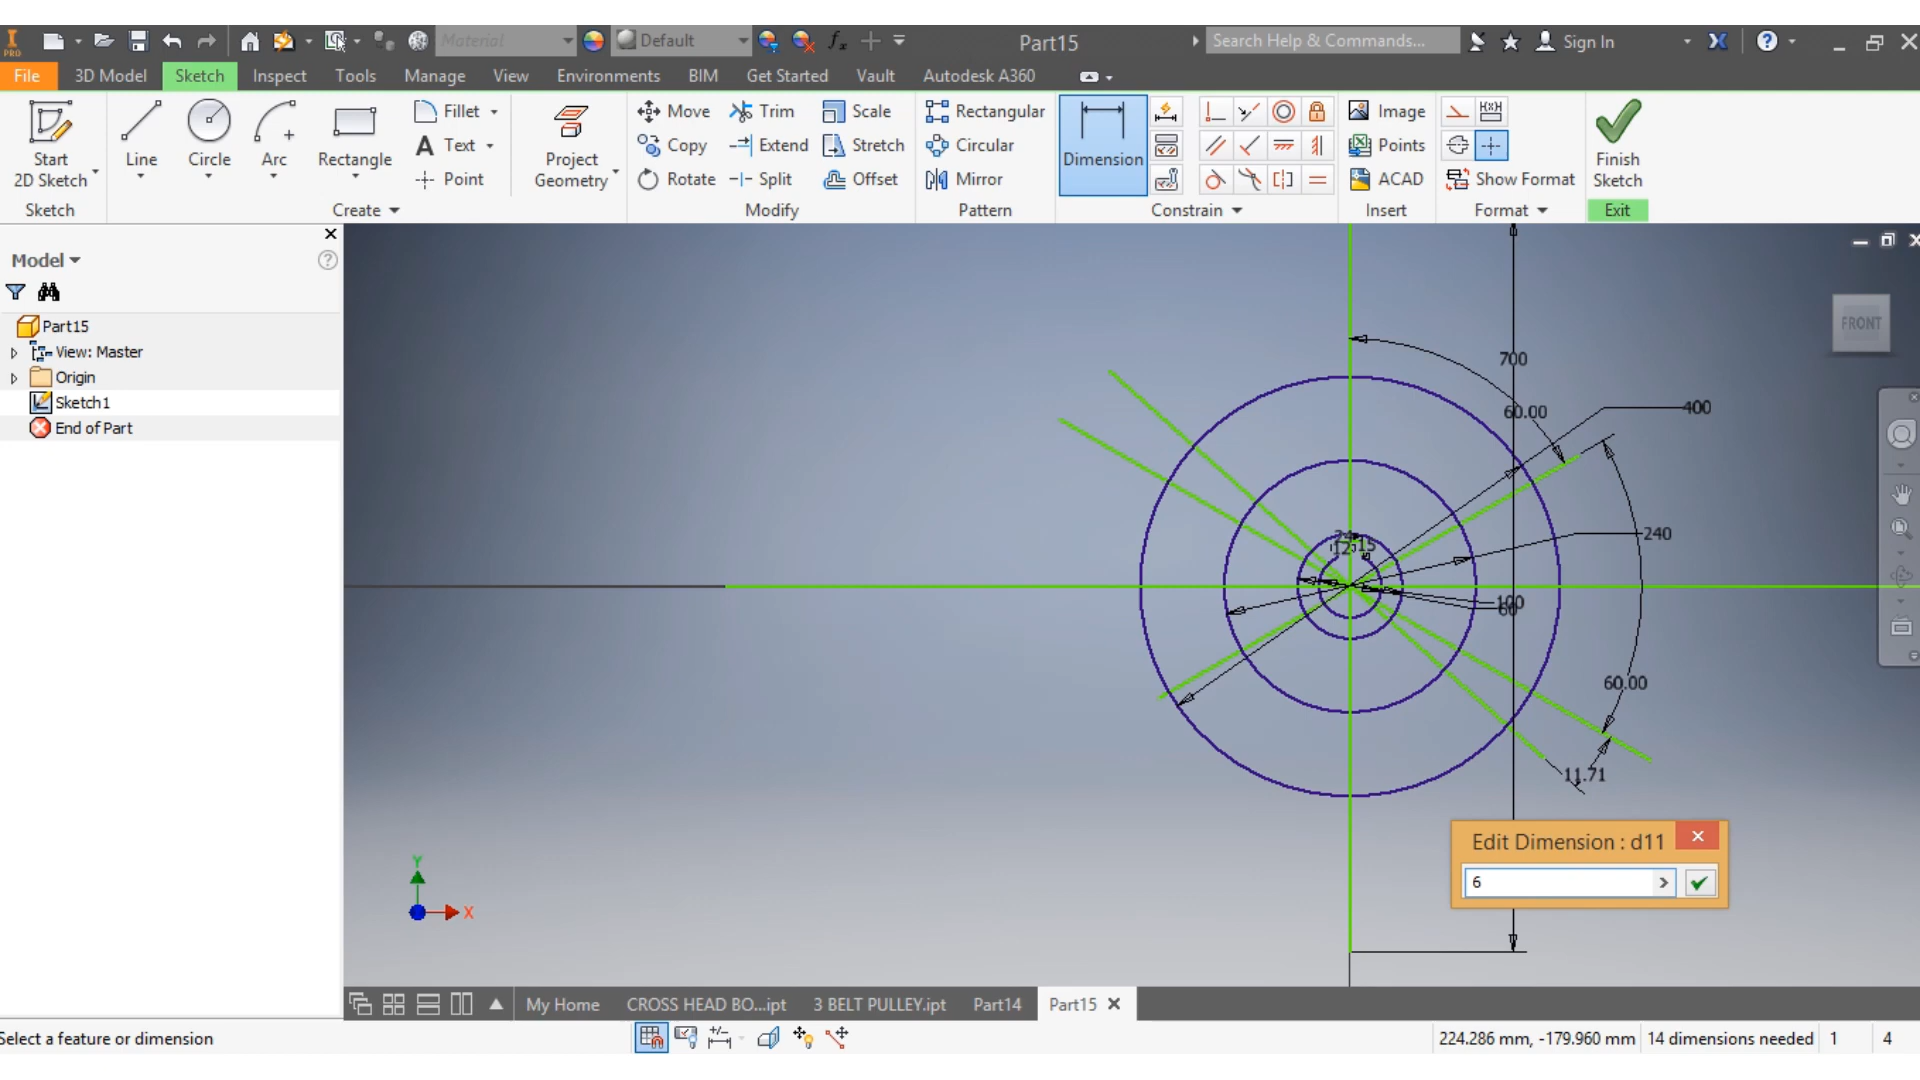 PRO Material Default Part15 Search Help & Commands... Sign In
File 3D Model Sketch Inspect Tools Manage View Environments BIM Get Started Vault Autodesk A360
Start 2D Sketch
Line
Circle
Arc
Rectangle
Fillet
Text
Point
Project Geometry
Move
Copy
Rotate
Trim
Extend
Split
Scale
Stretch
Offset
Rectangular
Circular
Mirror
Dimension
Image
Points
ACAD
Show Format
Finish Sketch
Sketch Create Modify Pattern Constrain Insert Format Exit
Model
Part15
View: Master
Origin
Sketch1
End of Part
FRONT
700
60.00
400
240
100
60
60.00
11.71
Edit Dimension : d11
6
Y
X
My Home CROSS HEAD BO...ipt 3 BELT PULLEY.ipt Part14 Part15
Select a feature or dimension
224.286 mm, -179.960 mm 14 dimensions needed 1 4